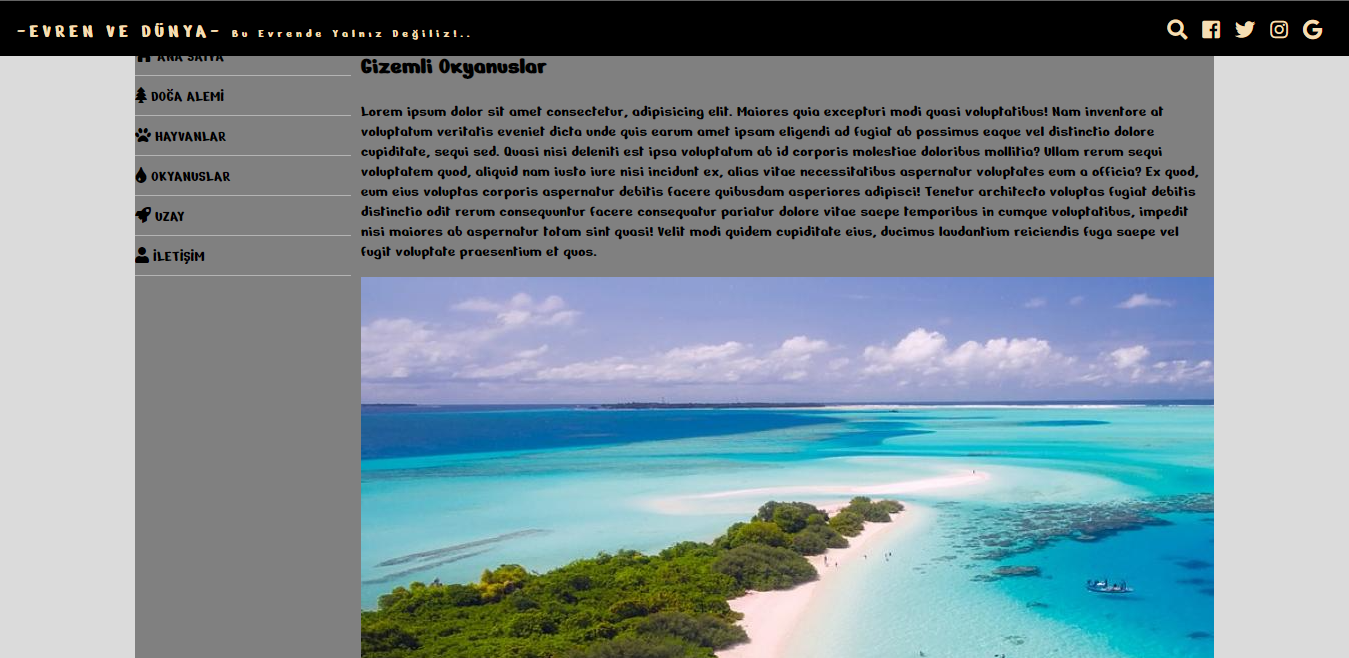 -EVREN VE DÜNYA- Bu Evrende Yalnız Değiliz!..
ANA SAYFA
DOĞA ALEMİ
HAYVANLAR
OKYANUSLAR
UZAY
İLETİŞİM
Gizemli Okyanuslar
Lorem ipsum dolor sit amet consectetur, adipisicing elit. Maiores quia excepturi modi quasi voluptatibus! Nam inventore at
voluptatum veritatis eveniet dicta unde quis earum amet ipsam eligendi ad fugiat ab possimus eaque vel distinctio dolore
cupiditate, sequi sed. Quasi nisi deleniti est ipsa voluptatum ab id corporis molestiae doloribus mollitia? Ullam rerum sequi
voluptatem quod, aliquid nam iusto iure nisi incidunt ex, alias vitae necessitatibus aspernatur voluptates eum a officia? Ex quod,
eum eius voluptas corporis aspernatur debitis facere quibusdam asperiores adipisci! Tenetur architecto voluptas fugiat debitis
distinctio odit rerum consequuntur facere consequatur pariatur dolore vitae saepe temporibus in cumque voluptatibus, impedit
nisi maiores ab aspernatur totam sint quasi! Velit modi quidem cupiditate eius, ducimus laudantium reiciendis fuga saepe vel
fugit voluptate praesentium et quos.